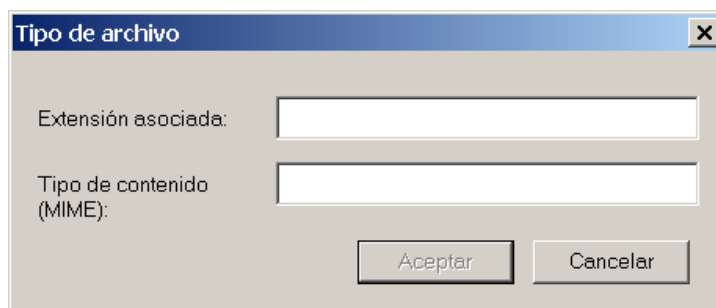 Tipo de archivo
Extensión asociada:
Tipo de contenido
(MIME):
Aceptar
Cancelar